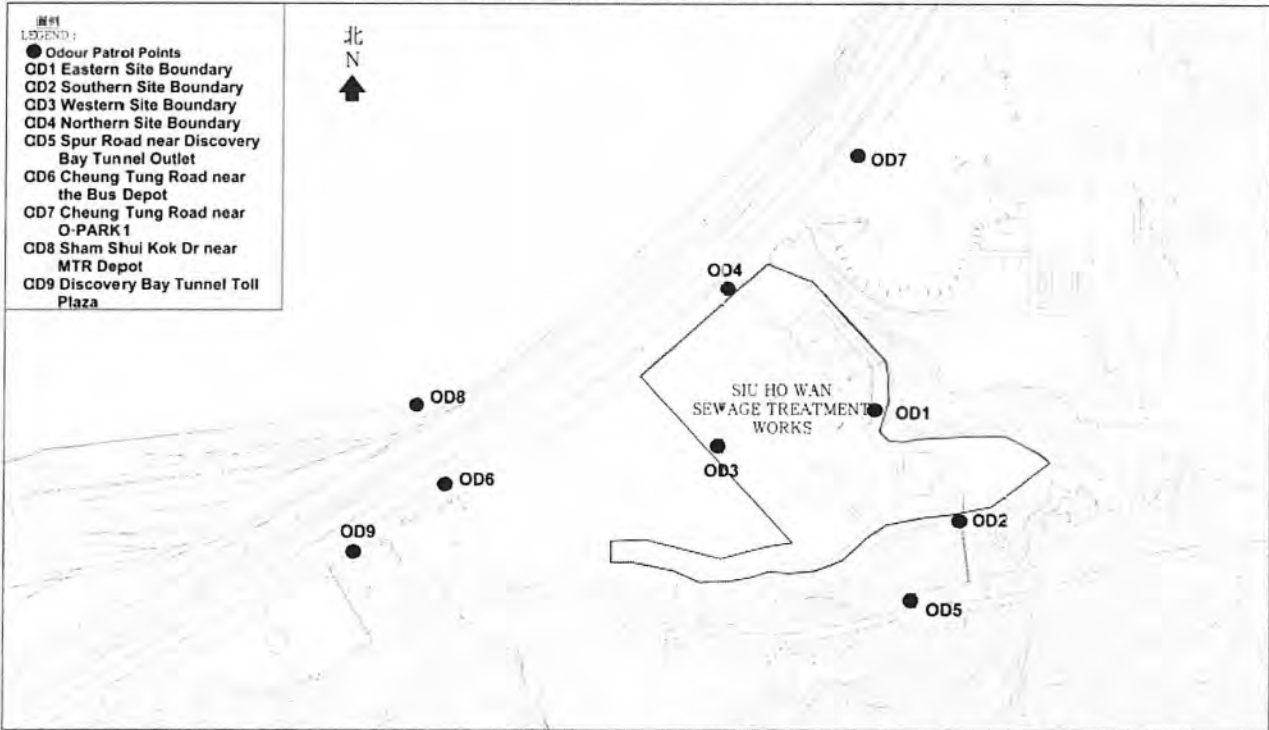 圖例
LEGEND :
Odour Patrol Points
OD1 Eastern Site Boundary
OD2 Southern Site Boundary
OD3 Western Site Boundary
OD4 Northern Site Boundary
OD5 Spur Road near Discovery
Bay Tunnel Outlet
OD6 Cheung Tung Road near
the Bus Depot
OD7 Cheung Tung Road near
O-PARK1
OD8 Sham Shui Kok Dr near
MTR Depot
OD9 Discovery Bay Tunnel Toll
Plaza
北
N
OD7
OD4
SIU HO WAN
SEWAGE TREATMENT
WORKS
OD8
OD1
OD3
OD6
OD2
OD9
OD5